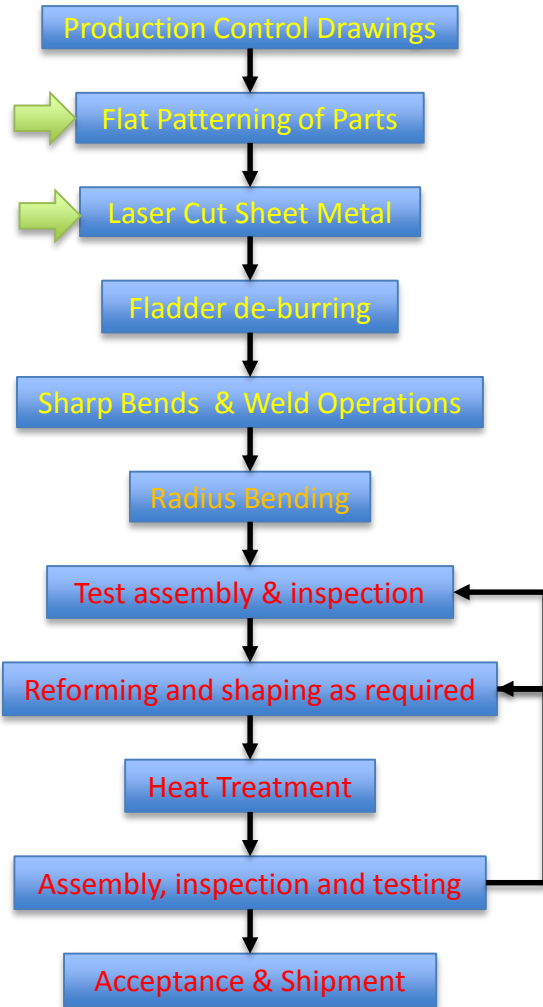 Production Control Drawings
Flat Patterning of Parts
Laser Cut Sheet Metal
Fladder de-burring
Sharp Bends & Weld Operations
Radius Bending
Test assembly & inspection
Reforming and shaping as required
Heat Treatment
Assembly, inspection and testing
Acceptance & Shipment